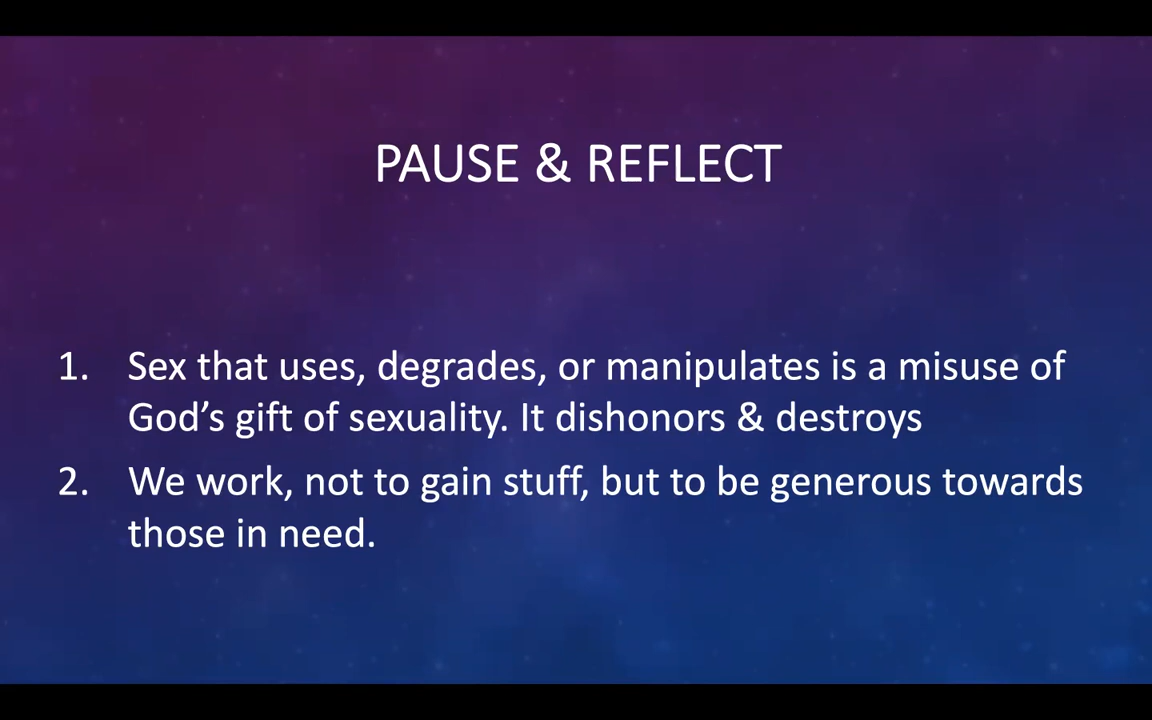 PAUSE & REFLECT
1. Sex that uses, degrades, or manipulates is a misuse of
God’s gift of sexuality. It dishonors & destroys
2. We work, not to gain stuff, but to be generous towards
those in need.